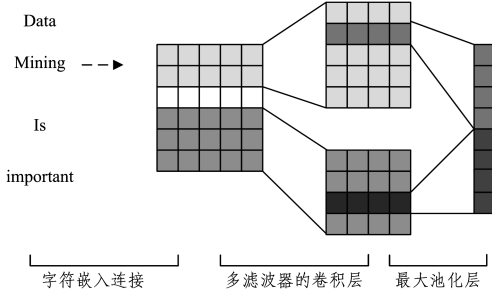 Data
Mining
Is
important
字符嵌入连接
多滤波器的卷积层
最大池化层